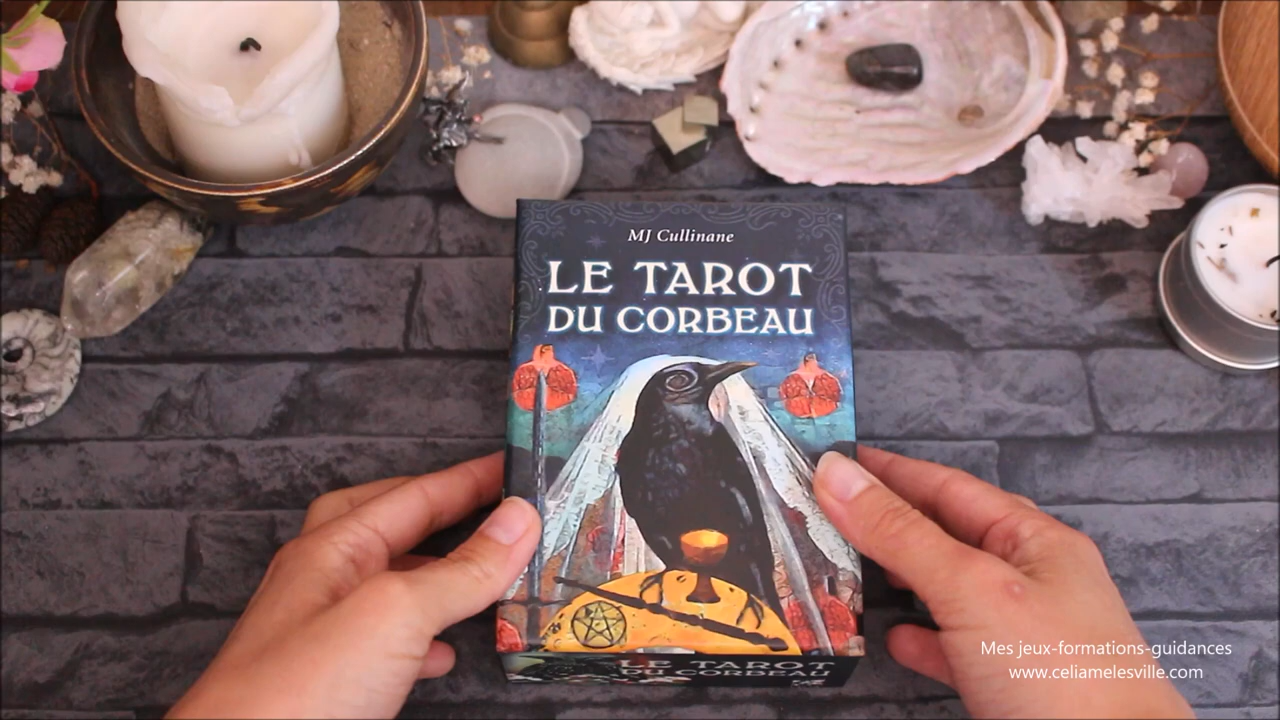 MJ Cullinane
LE TAROT
DU CORBEAU
LE TAROT
DU CORBEAU
Mes jeux-formations-guidances
www.celiamelesville.com